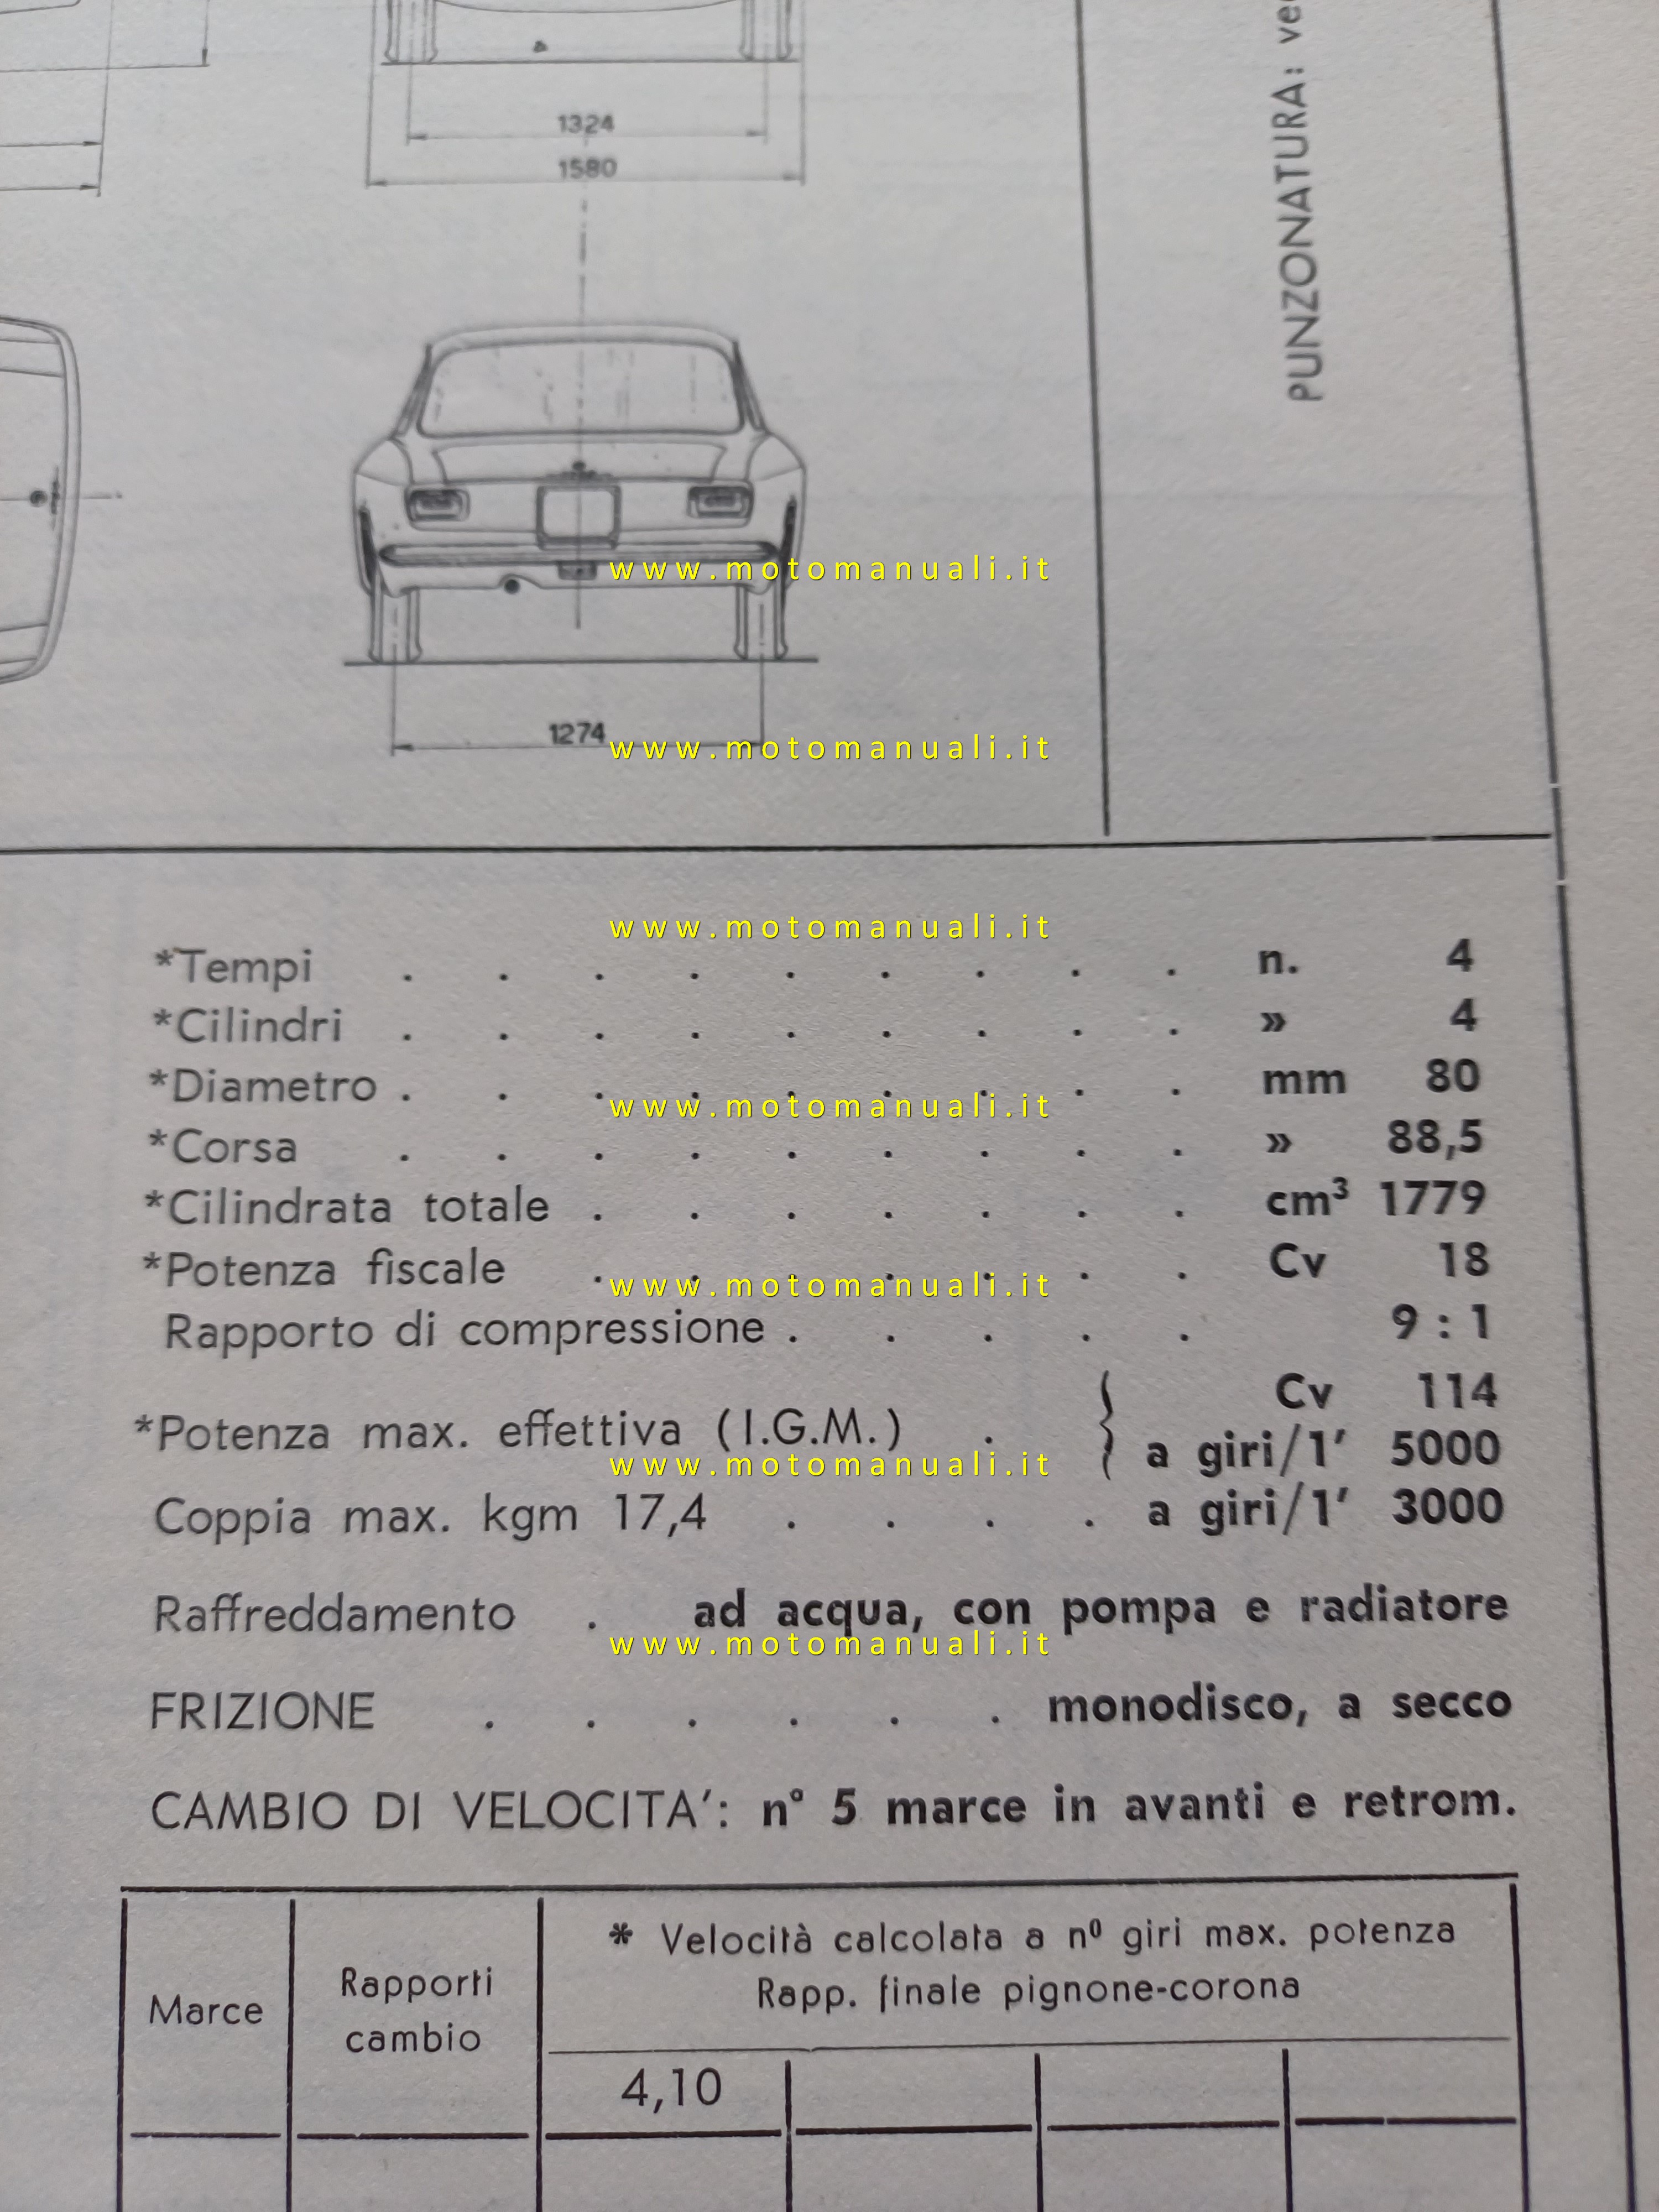 1324
1580
PUNZONATURA:
1274
www.motomanuali.it
www.motomanuali.it
www.motomanuali.it
*Tempi . . . . . . . . . n. 4
*Cilindri . . . . . . . . . » 4
*Diametro . . . . . . . . . mm 80
www.motomanuali.it
*Corsa . . . . . . . . . » 88,5
*Cilindrata totale . . . . . . . cm³ 1779
*Potenza fiscale . . . . . . . Cv 18
www.motomanuali.it
Rapporto di compressione . . . . . 9 : 1
*Potenza max. effettiva (I.G.M.) . { Cv 114
a giri/1' 5000
www.motomanuali.it
Coppia max. kgm 17,4 . . . . a giri/1' 3000
Raffreddamento . ad acqua, con pompa e radiatore
www.motomanuali.it
FRIZIONE . . . . . . monodisco, a secco
CAMBIO DI VELOCITA': n° 5 marce in avanti e retrom.
Marce
Rapporti
cambio
* Velocità calcolata a n⁰ giri max. potenza
Rapp. finale pignone-corona
4,10